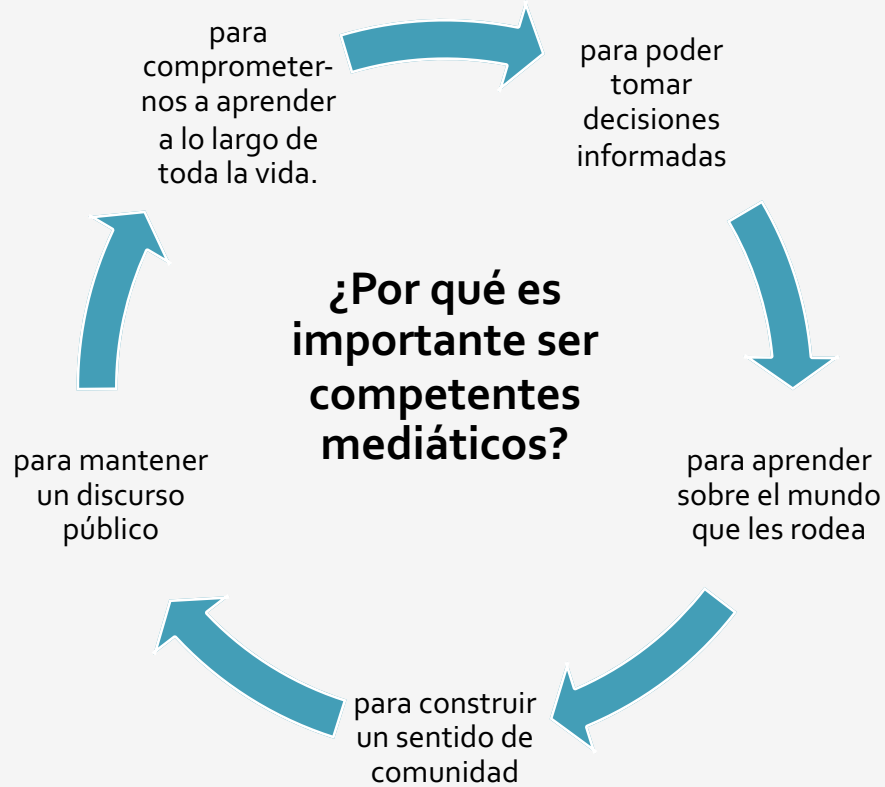 ¿Por qué es
importante ser
competentes
mediáticos?
para poder
tomar
decisiones
informadas
para aprender
sobre el mundo
que les rodea
para construir
un sentido de
comunidad
para mantener
un discurso
público
para
comprometer-
nos a aprender
a lo largo de
toda la vida.